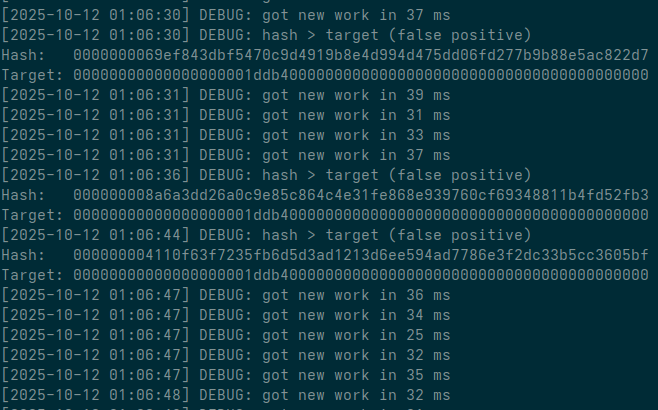 [2025-10-12 01:06:30] DEBUG: got new work in 37 ms
[2025-10-12 01:06:30] DEBUG: hash > target (false positive)
Hash:   0000000069ef843dbf5470c9d4919b8e4d994d475dd06fd277b9b88e5ac822d7
Target: 00000000000000000001ddb40000000000000000000000000000000000000000
[2025-10-12 01:06:31] DEBUG: got new work in 39 ms
[2025-10-12 01:06:31] DEBUG: got new work in 31 ms
[2025-10-12 01:06:31] DEBUG: got new work in 33 ms
[2025-10-12 01:06:31] DEBUG: got new work in 37 ms
[2025-10-12 01:06:36] DEBUG: hash > target (false positive)
Hash:   000000008a6a3dd26a0c9e85c864c4e31fe868e939760cf69348811b4fd52fb3
Target: 00000000000000000001ddb40000000000000000000000000000000000000000
[2025-10-12 01:06:44] DEBUG: hash > target (false positive)
Hash:   000000004110f63f7235fb6d5d3ad1213d6ee594ad7786e3f2dc33b5cc3605bf
Target: 00000000000000000001ddb40000000000000000000000000000000000000000
[2025-10-12 01:06:47] DEBUG: got new work in 36 ms
[2025-10-12 01:06:47] DEBUG: got new work in 34 ms
[2025-10-12 01:06:47] DEBUG: got new work in 25 ms
[2025-10-12 01:06:47] DEBUG: got new work in 32 ms
[2025-10-12 01:06:47] DEBUG: got new work in 35 ms
[2025-10-12 01:06:48] DEBUG: got new work in 32 ms